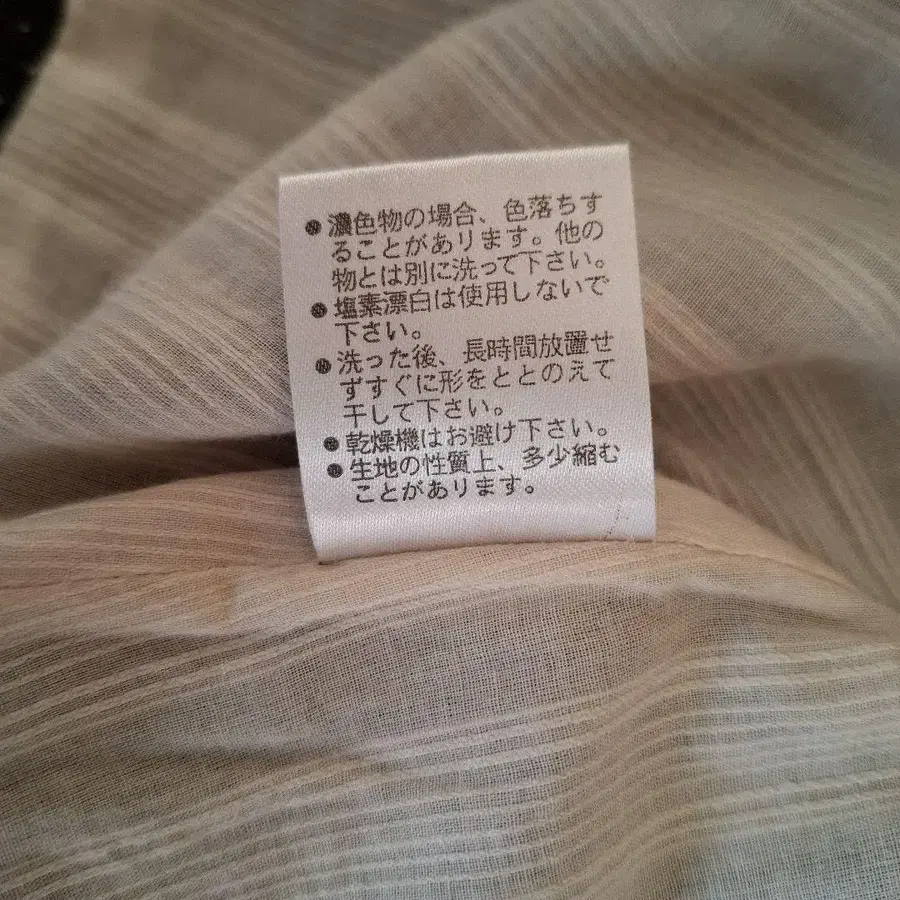 ●濃色物の場合、色落ちす
ることがあります。他の
物とは別に洗って下さい。
●塩素漂白は使用しないで
下さい。
●洗った後、長時間放置せ
ずすぐに形をととのえて
干して下さい。
●乾燥機はお避け下さい。
●生地の性質上、多少縮む
ことがあります。